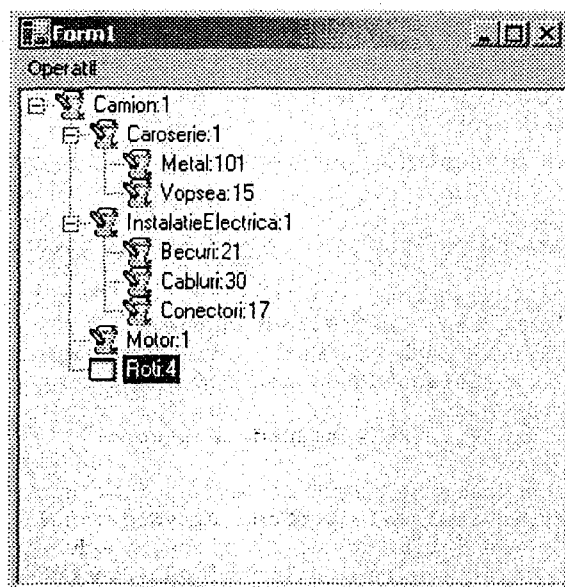 Form1
Operatii
Camion:1
Caroserie:1
Metal:101
Vopsea:15
InstalatieElectrica:1
Becuri:21
Cabluri:30
Conectori:17
Motor:1
Roti:4